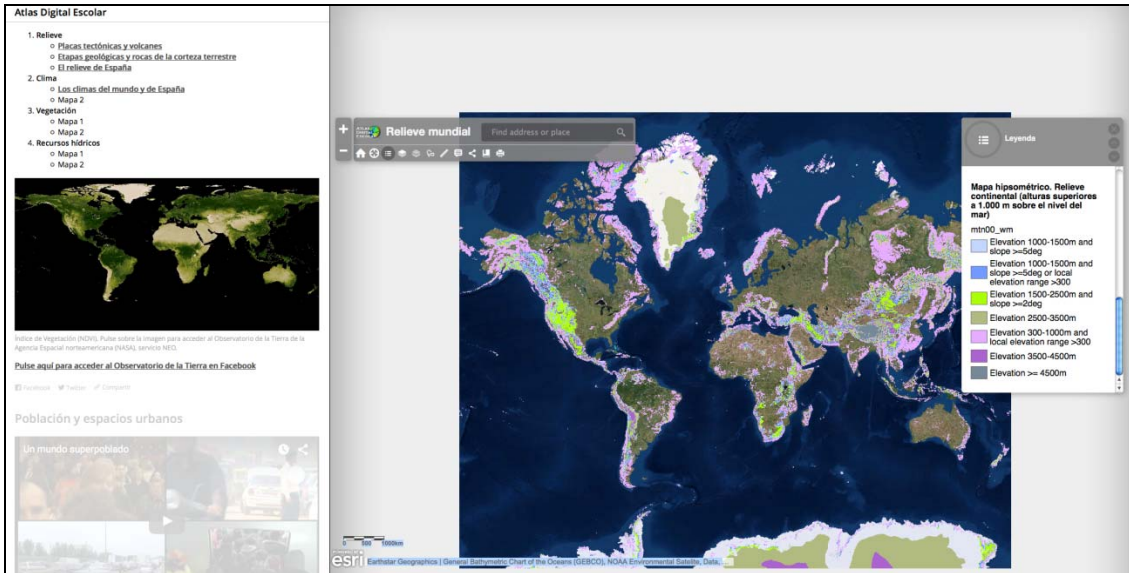 Atlas Digital Escolar
1. Relieve
Placas tectónicas y volcanes
Etapas geológicas y rocas de la corteza terrestre
El relieve de España
2. Clima
Los climas del mundo y de España
Mapa 2
3. Vegetación
Mapa 1
Mapa 2
4. Recursos hídricos
Mapa 1
Mapa 2
Índice de Vegetación (NDVI). Pulse sobre la imagen para acceder al Observatorio de la Tierra de la
Agencia Espacial norteamericana (NASA), servicio NEO.
Pulse aquí para acceder al Observatorio de la Tierra en Facebook
Facebook Twitter Compartir
Población y espacios urbanos
Un mundo superpoblado
+
Relieve mundial
Find address or place
−
Leyenda
Mapa hipsométrico. Relieve
continental (alturas superiores
a 1.000 m sobre el nivel del
mar)
mtn00_wm
Elevation 1000-1500m and
slope >=5deg
Elevation 1000-1500m and
slope >=5deg or local
elevation range >300
Elevation 1500-2500m and
slope >=2deg
Elevation 2500-3500m
Elevation 300-1000m and
local elevation range >300
Elevation 3500-4500m
Elevation >= 4500m
0 500 1000km
esri
Earthstar Geographics | General Bathymetric Chart of the Oceans (GEBCO), NOAA Environmental Satellite, Data, ...